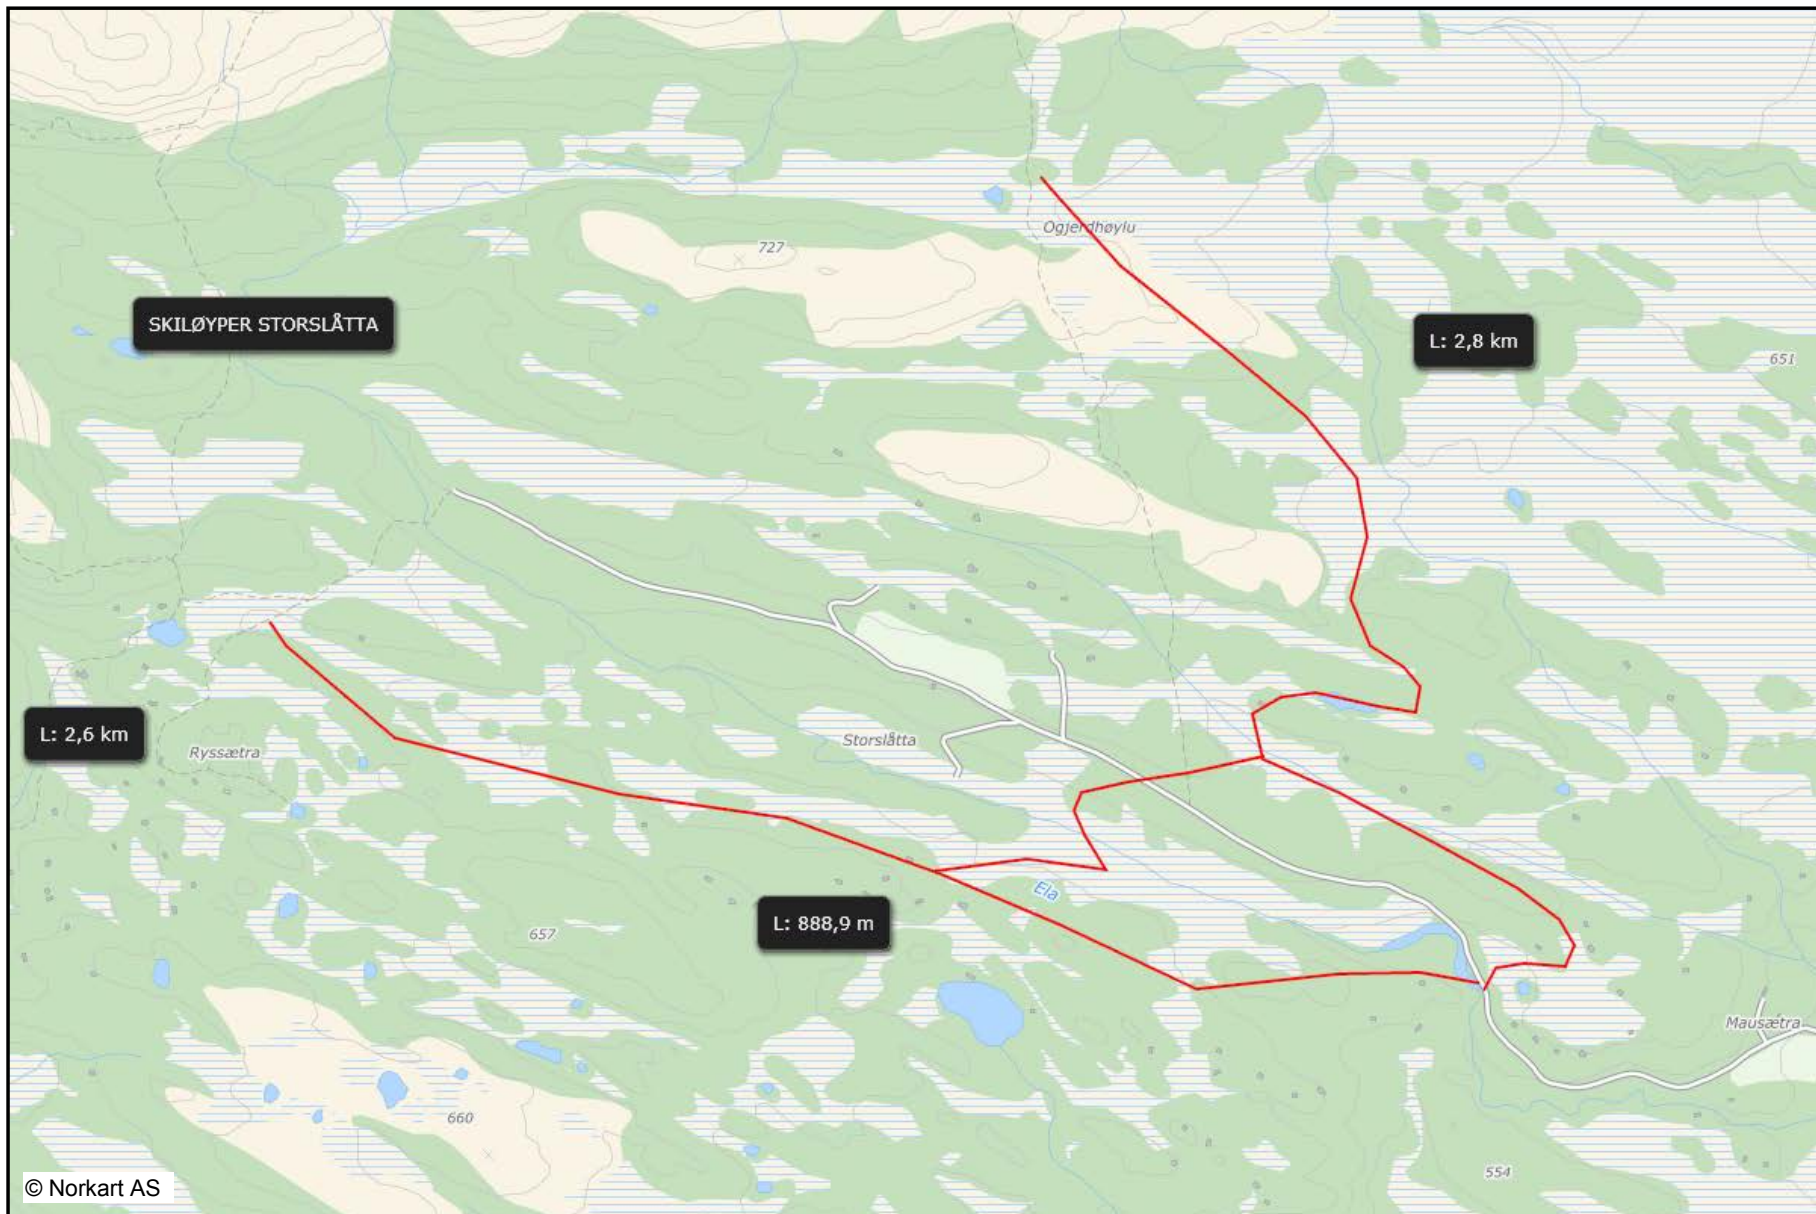 Ogjerdhøylu
727
SKILØYPER STORSLÅTTA
L: 2,8 km
651
L: 2,6 km
Ryssætra
Storslåtta
Ela
L: 888,9 m
657
Mausætra
660
554
© Norkart AS